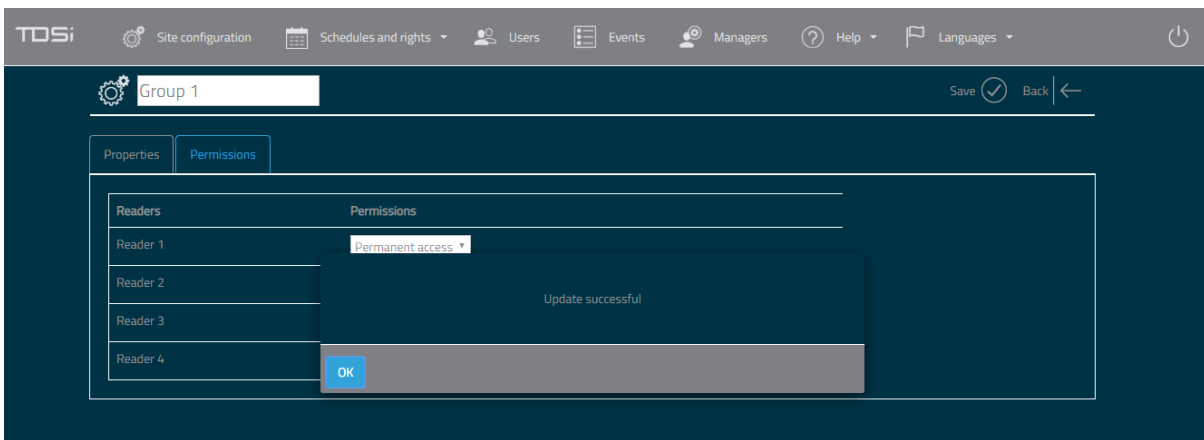 TDSi Site configuration Schedules and rights Users Events Managers Help Languages
Group 1 Save Back
Properties Permissions
Readers Permissions
Reader 1 Permanent access
Reader 2
Update successful
Reader 3
Reader 4
OK